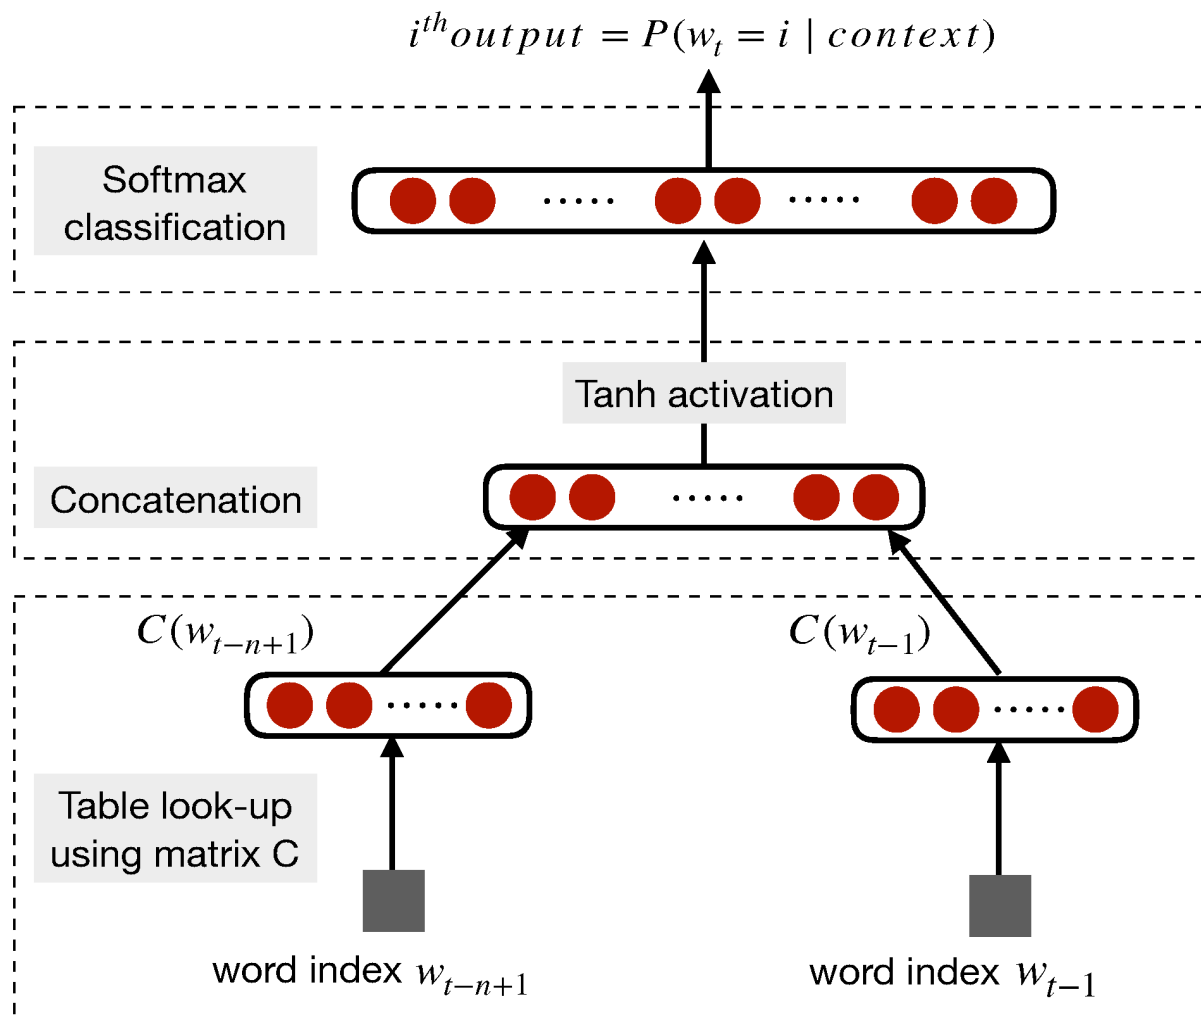 i^{th} output = P(w_t = i | context)
Softmax
classification
.....
.....
Tanh activation
Concatenation
.....
C(w_{t-n+1})
C(w_{t-1})
.....
.....
Table look-up
using matrix C
word index w_{t-n+1}
word index w_{t-1}